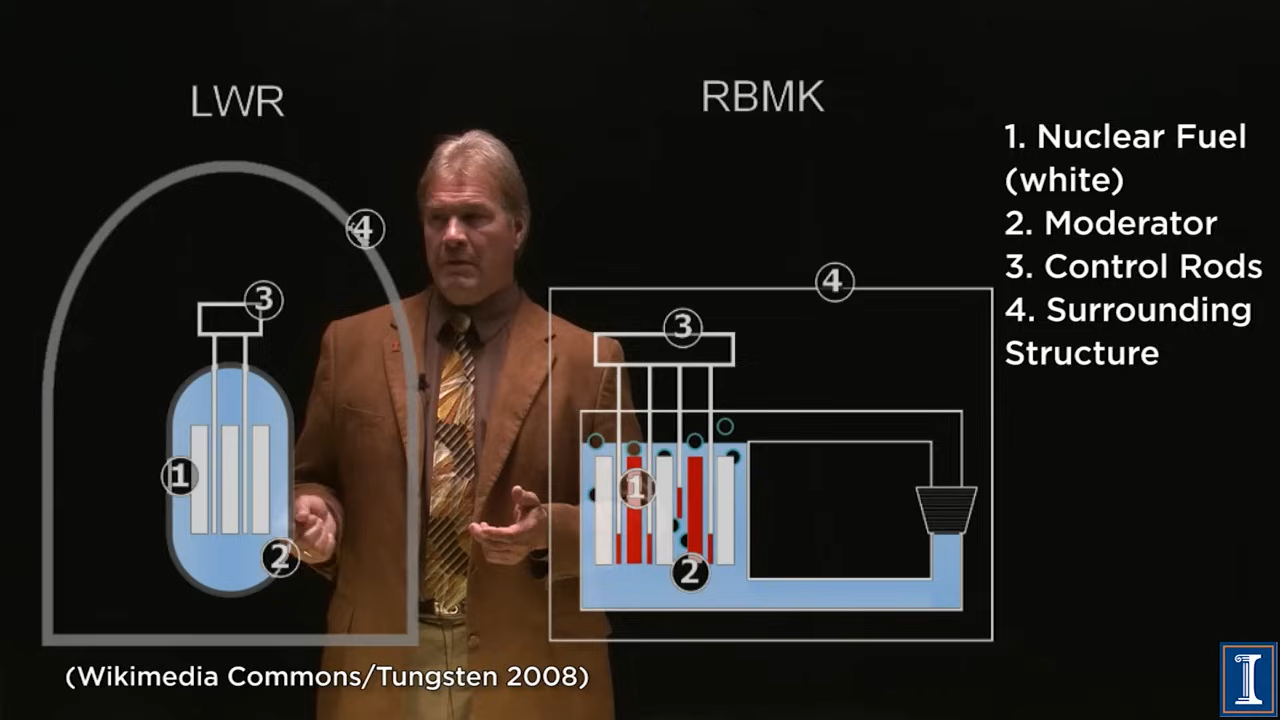 LWR
RBMK
1. Nuclear Fuel
(white)
2. Moderator
3. Control Rods
4. Surrounding
Structure
4
3
1
2
4
3
1
2
(Wikimedia Commons/Tungsten 2008)
I